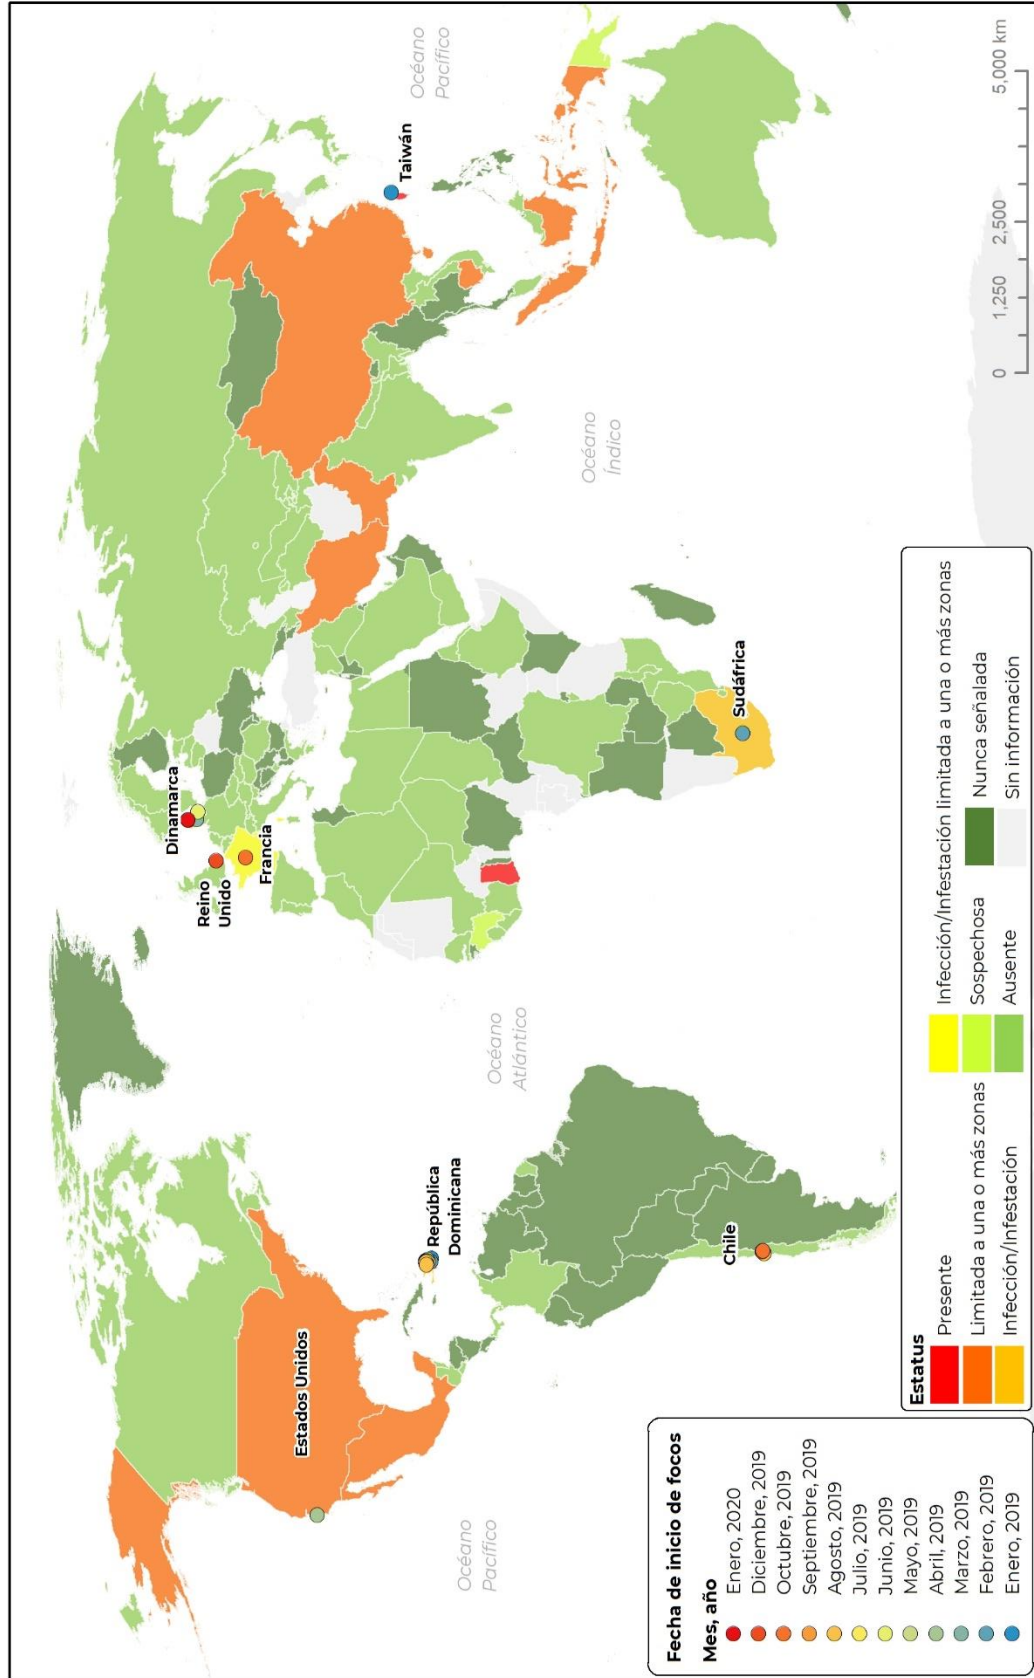 Océano
Pacífico
Taiwán
Dinamarca
Reino
Unido
Francia
Océano
Índico
Océano
Atlántico
Estados Unidos
República
Dominicana
Océano
Pacífico
Sudáfrica
Chile
Fecha de inicio de focos
Mes, año
Enero, 2020
Diciembre, 2019
Octubre, 2019
Septiembre, 2019
Agosto, 2019
Julio, 2019
Junio, 2019
Mayo, 2019
Abril, 2019
Marzo, 2019
Febrero, 2019
Enero, 2019
Estatus
Presente
Limitada a una o más zonas
Infección/Infestación
Infección/Infestación limitada a una o más zonas
Sospechosa
Ausente
Nunca señalada
Sin información
0 1,250 2,500 5,000 km